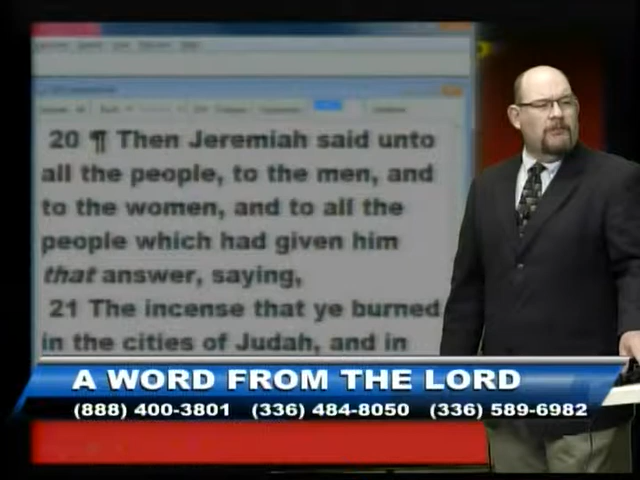 20 ¶ Then Jeremiah said unto
all the people, to the men, and
to the women, and to all the
people which had given him
that answer, saying,
21 The incense that ye burned
in the cities of Judah, and in
A WORD FROM THE LORD
(888) 400-3801 (336) 484-8050 (336) 589-6982